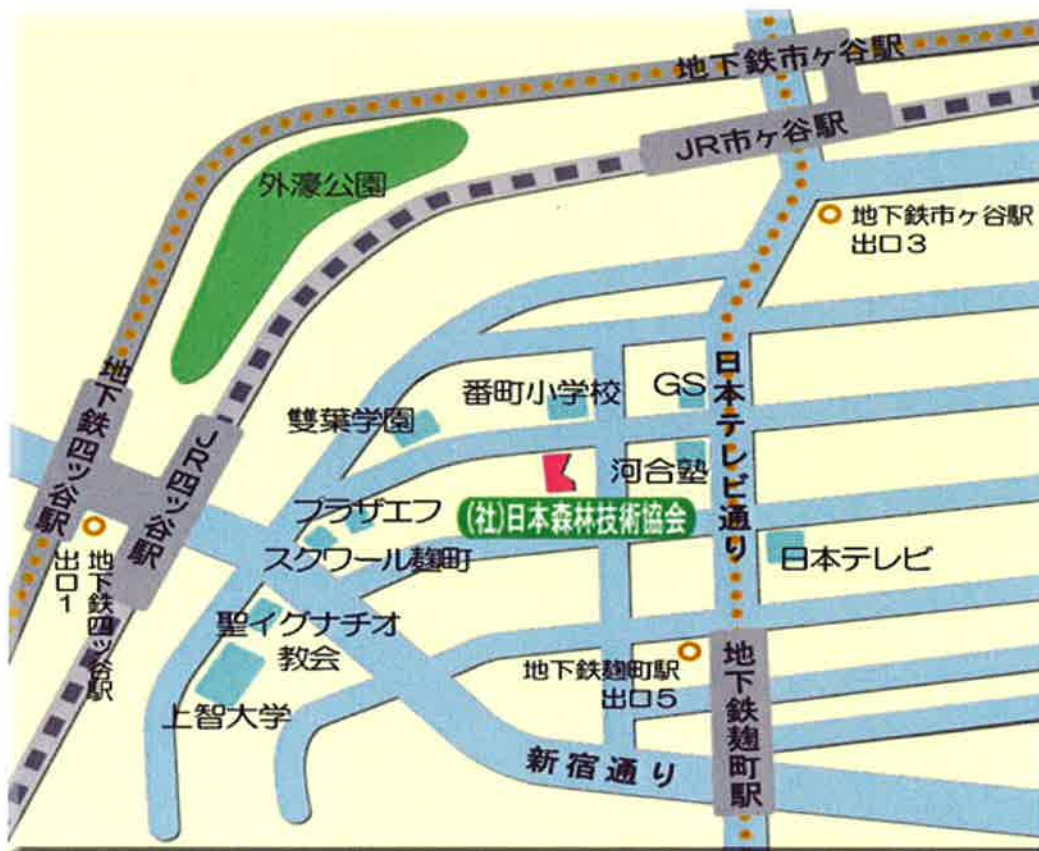 地下鉄市ヶ谷駅
JR市ヶ谷駅
外濠公園
地下鉄市ヶ谷駅
出口3
日本テレビ通り
番町小学校
GS
雙葉学園
地下鉄四ッ谷駅
JR四ッ谷駅
河合塾
プラザエフ
(社)日本森林技術協会
スクワール麹町
日本テレビ
地下鉄四ッ谷駅
出口1
聖イグナチオ
教会
地下鉄麹町駅
出口5
上智大学
地下鉄麹町駅
新宿通り